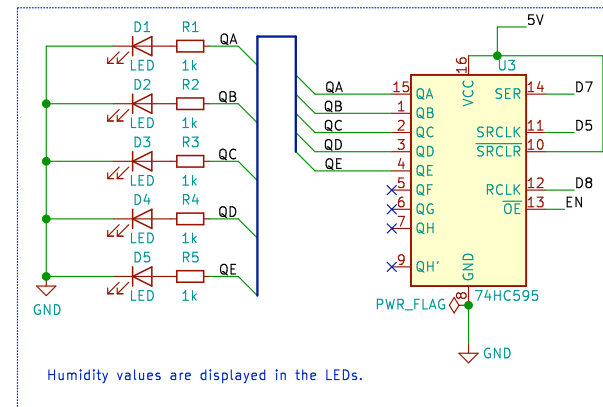 D1 R1 QA
LED 1k
D2 R2 QB
LED 1k
D3 R3 QC
LED 1k
D4 R4 QD
LED 1k
D5 R5 QE
LED 1k
GND
5V
U3
16 VCC
QA 15 QA SER 14 D7
QB 1 QB
QC 2 QC SRCLK 11 D5
QD 3 QD SRCLR 10
QE 4 QE
5 QF RCLK 12 D8
6 QG OE 13 EN
7 QH
9 QH'
GND 8
PWR_FLAG 74HC595
GND
Humidity values are displayed in the LEDs.